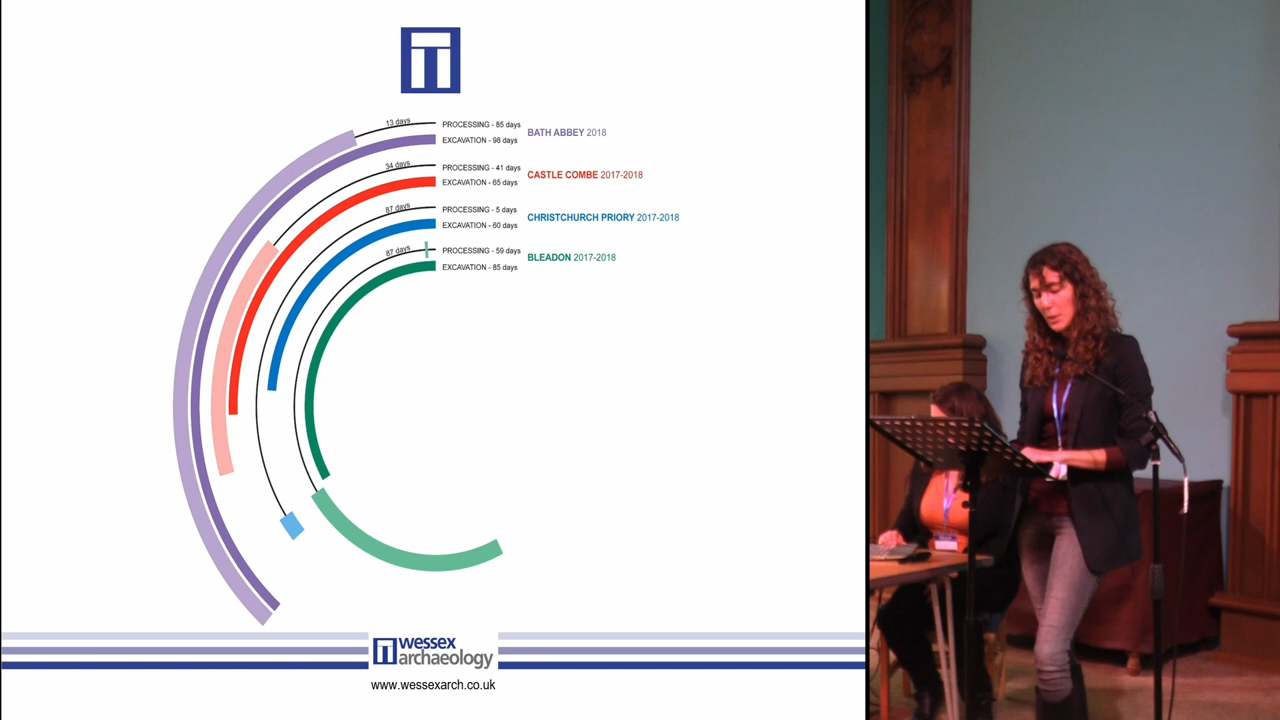 13 days
PROCESSING - 85 days
EXCAVATION - 98 days
BATH ABBEY 2018
34 days
PROCESSING - 41 days
EXCAVATION - 65 days
CASTLE COMBE 2017-2018
87 days
PROCESSING - 5 days
EXCAVATION - 60 days
CHRISTCHURCH PRIORY 2017-2018
87 days
PROCESSING - 59 days
EXCAVATION - 85 days
BLEADON 2017-2018
wessex
archaeology
www.wessexarch.co.uk